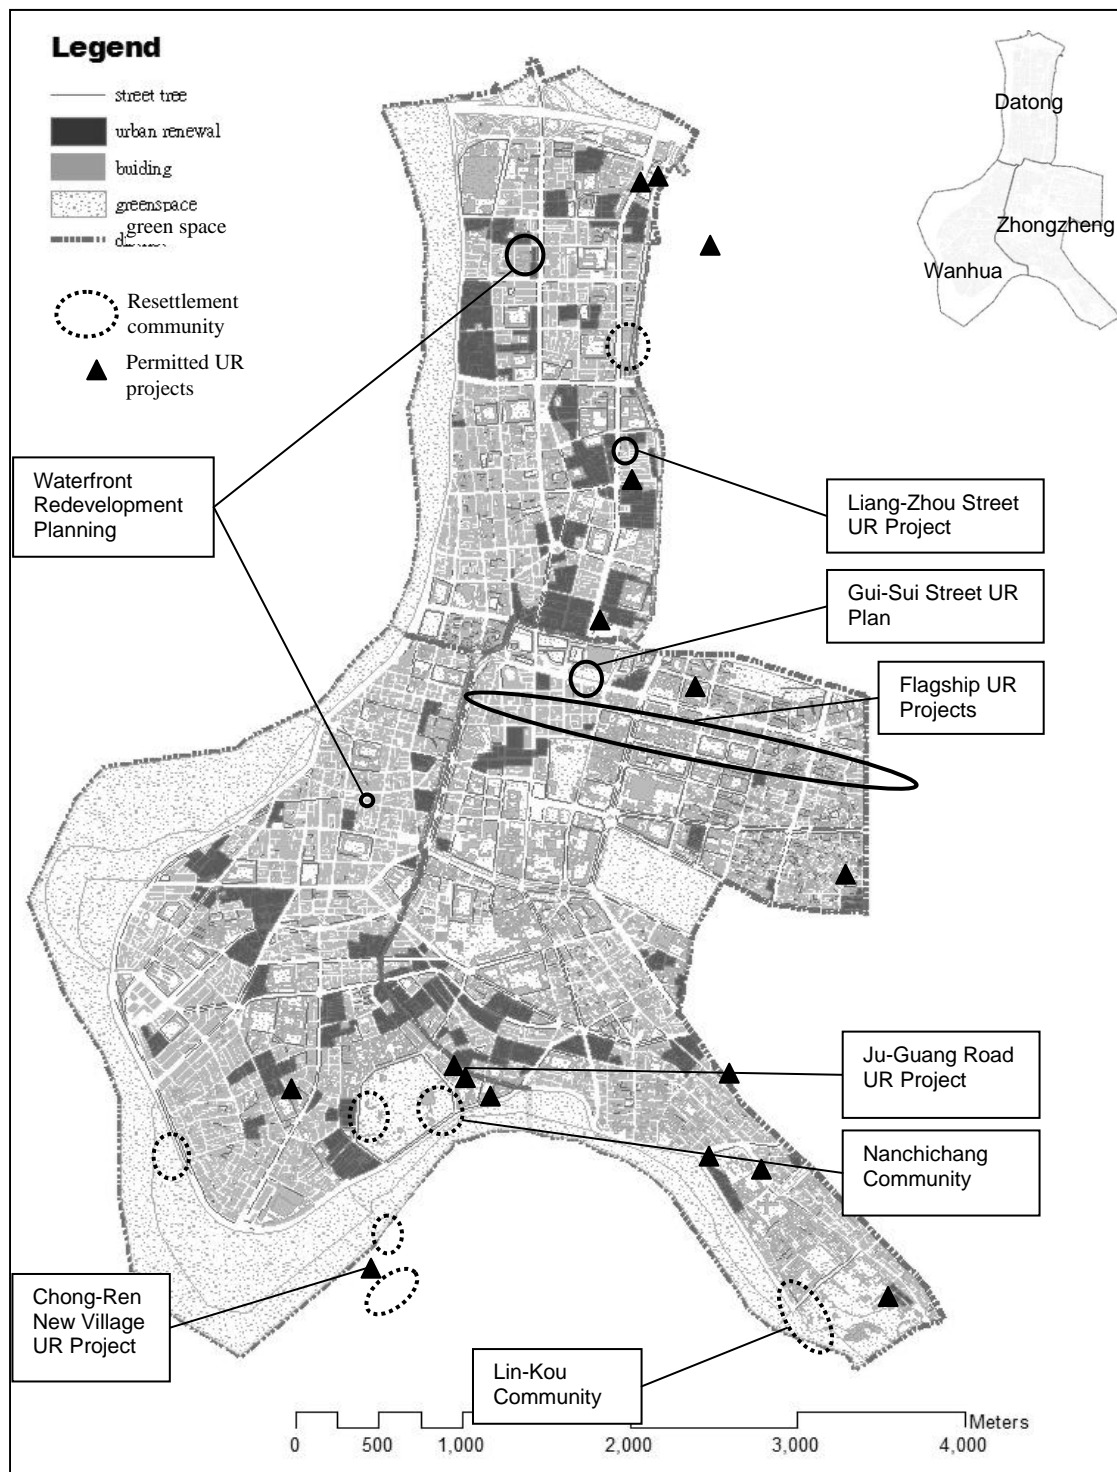 Legend
street tree
urban renewal
buiding
greenspace
green space
Resettlement
community
Permitted UR
projects
Datong
Zhongzheng
Wanhua
Waterfront
Redevelopment
Planning
Liang-Zhou Street
UR Project
Gui-Sui Street UR
Plan
Flagship UR
Projects
Ju-Guang Road
UR Project
Nanchichang
Community
Chong-Ren
New Village
UR Project
Lin-Kou
Community
Meters
0 500 1,000 2,000 3,000 4,000